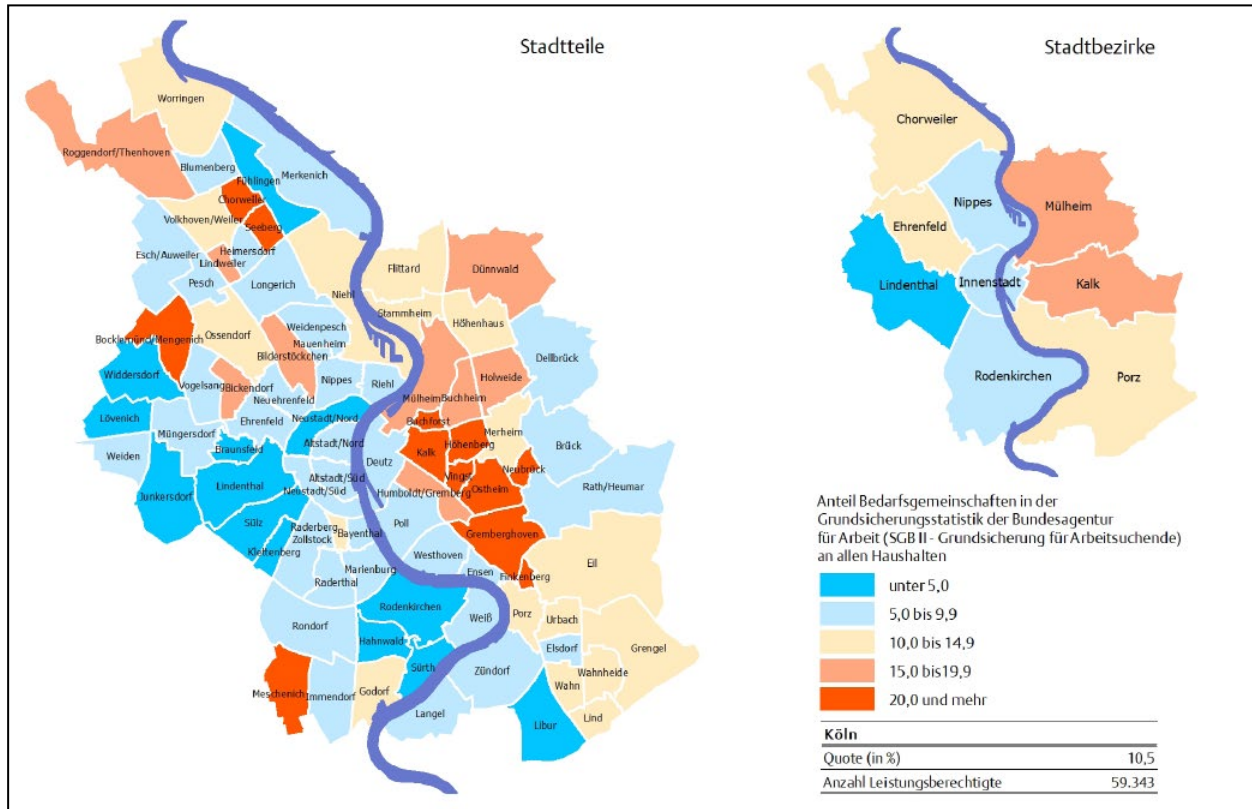 Stadtteile
Stadtbezirke
Worringen
Roggendorf/Thenhoven
Blumenberg
Fühlingen
Merkenich
Chorweiler
Volkhoven/Weiler
Seeberg
Heimersdorf
Esch/Auweiler
Lindweiler
Pesch
Longerich
Niehl
Flittard
Dünnwald
Stammheim
Höhenhaus
Ossendorf
Weidenpesch
Mauenheim
Bocklemünd/Mengenich
Bilderstöckchen
Dellbrück
Widdersdorf
Vogelsang
Bickendorf
Nippes
Riehl
Holweide
Neuehrenfeld
Mülheim
Buchheim
Lövenich
Ehrenfeld
Neustadt/Nord
Buchforst
Müngersdorf
Altstadt/Nord
Merheim
Weiden
Braunsfeld
Höhenberg
Kalk
Brück
Deutz
Neubrück
Lindenthal
Altstadt/Süd
Vingst
Ostheim
Junkersdorf
Neustadt/Süd
Humboldt/Gremberg
Rath/Heumar
Sülz
Raderberg
Poll
Zollstock
Bayenthal
Gremberghoven
Klettenberg
Westhoven
Marienburg
Ensen
Eil
Raderthal
Finkenberg
Rodenkirchen
Weiß
Porz
Urbach
Rondorf
Hahnwald
Elsdorf
Grengel
Sürth
Zündorf
Wahnheide
Meschenich
Immendorf
Godorf
Wahn
Langel
Libur
Lind
Chorweiler
Nippes
Mülheim
Ehrenfeld
Lindenthal
Innenstadt
Kalk
Rodenkirchen
Porz
Anteil Bedarfsgemeinschaften in der
Grundsicherungsstatistik der Bundesagentur
für Arbeit (SGB II - Grundsicherung für Arbeitsuchende)
an allen Haushalten
unter 5,0
5,0 bis 9,9
10,0 bis 14,9
15,0 bis 19,9
20,0 und mehr
Köln
Quote (in %) 10,5
Anzahl Leistungsberechtigte 59.343